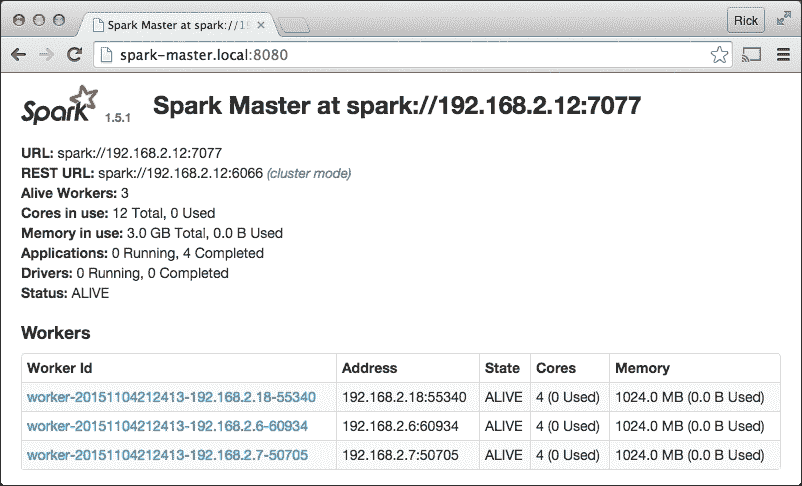 Spark Master at spark://19
Rick
spark-master.local:8080
Spark 1.5.1 Spark Master at spark://192.168.2.12:7077
URL: spark://192.168.2.12:7077
REST URL: spark://192.168.2.12:6066 (cluster mode)
Alive Workers: 3
Cores in use: 12 Total, 0 Used
Memory in use: 3.0 GB Total, 0.0 B Used
Applications: 0 Running, 4 Completed
Drivers: 0 Running, 0 Completed
Status: ALIVE
Workers
Worker Id Address State Cores Memory
worker-20151104212413-192.168.2.18-55340 192.168.2.18:55340 ALIVE 4 (0 Used) 1024.0 MB (0.0 B Used)
worker-20151104212413-192.168.2.6-60934 192.168.2.6:60934 ALIVE 4 (0 Used) 1024.0 MB (0.0 B Used)
worker-20151104212413-192.168.2.7-50705 192.168.2.7:50705 ALIVE 4 (0 Used) 1024.0 MB (0.0 B Used)